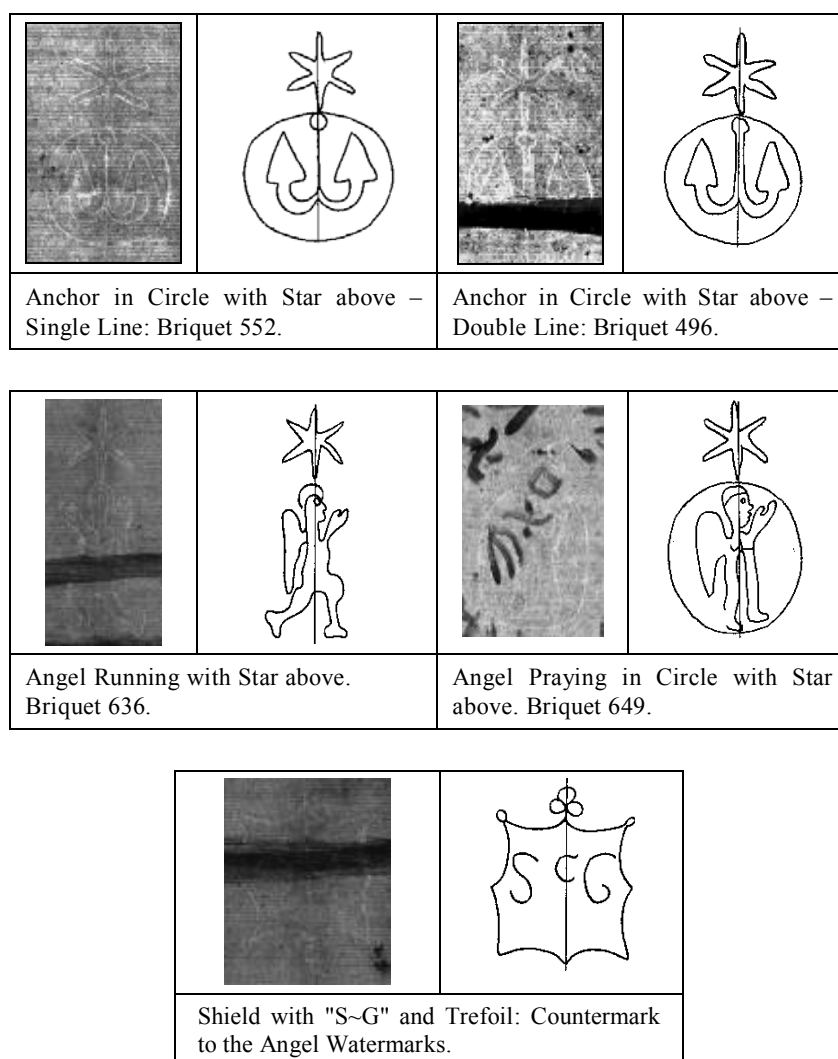 Anchor in Circle with Star above –
Single Line: Briquet 552.
Anchor in Circle with Star above –
Double Line: Briquet 496.
Angel Running with Star above.
Briquet 636.
Angel Praying in Circle with Star
above. Briquet 649.
S C G
Shield with "S~G" and Trefoil: Countermark
to the Angel Watermarks.